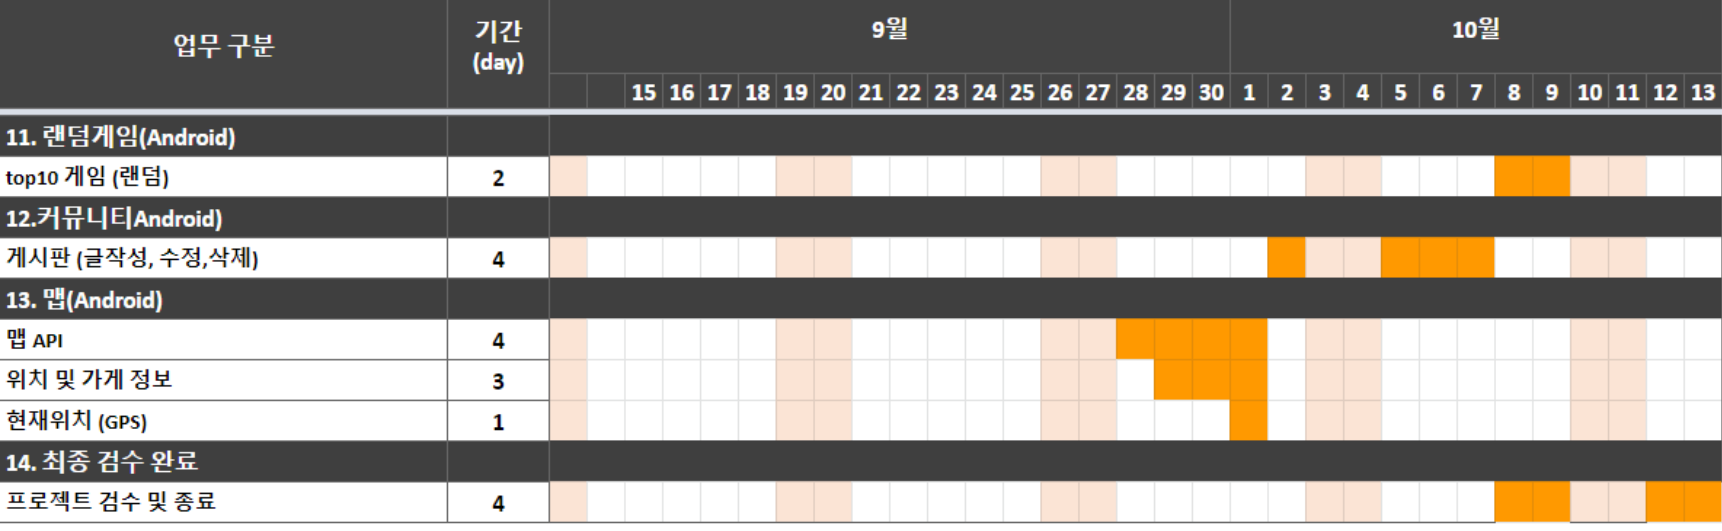 업무 구분 기간 (day) 9월 10월
15 16 17 18 19 20 21 22 23 24 25 26 27 28 29 30 1 2 3 4 5 6 7 8 9 10 11 12 13
11. 랜덤게임(Android)
top10 게임 (랜덤) 2
12.커뮤니티Android)
게시판 (글작성, 수정,삭제) 4
13. 맵(Android)
맵 API 4
위치 및 가게 정보 3
현재위치 (GPS) 1
14. 최종 검수 완료
프로젝트 검수 및 종료 4